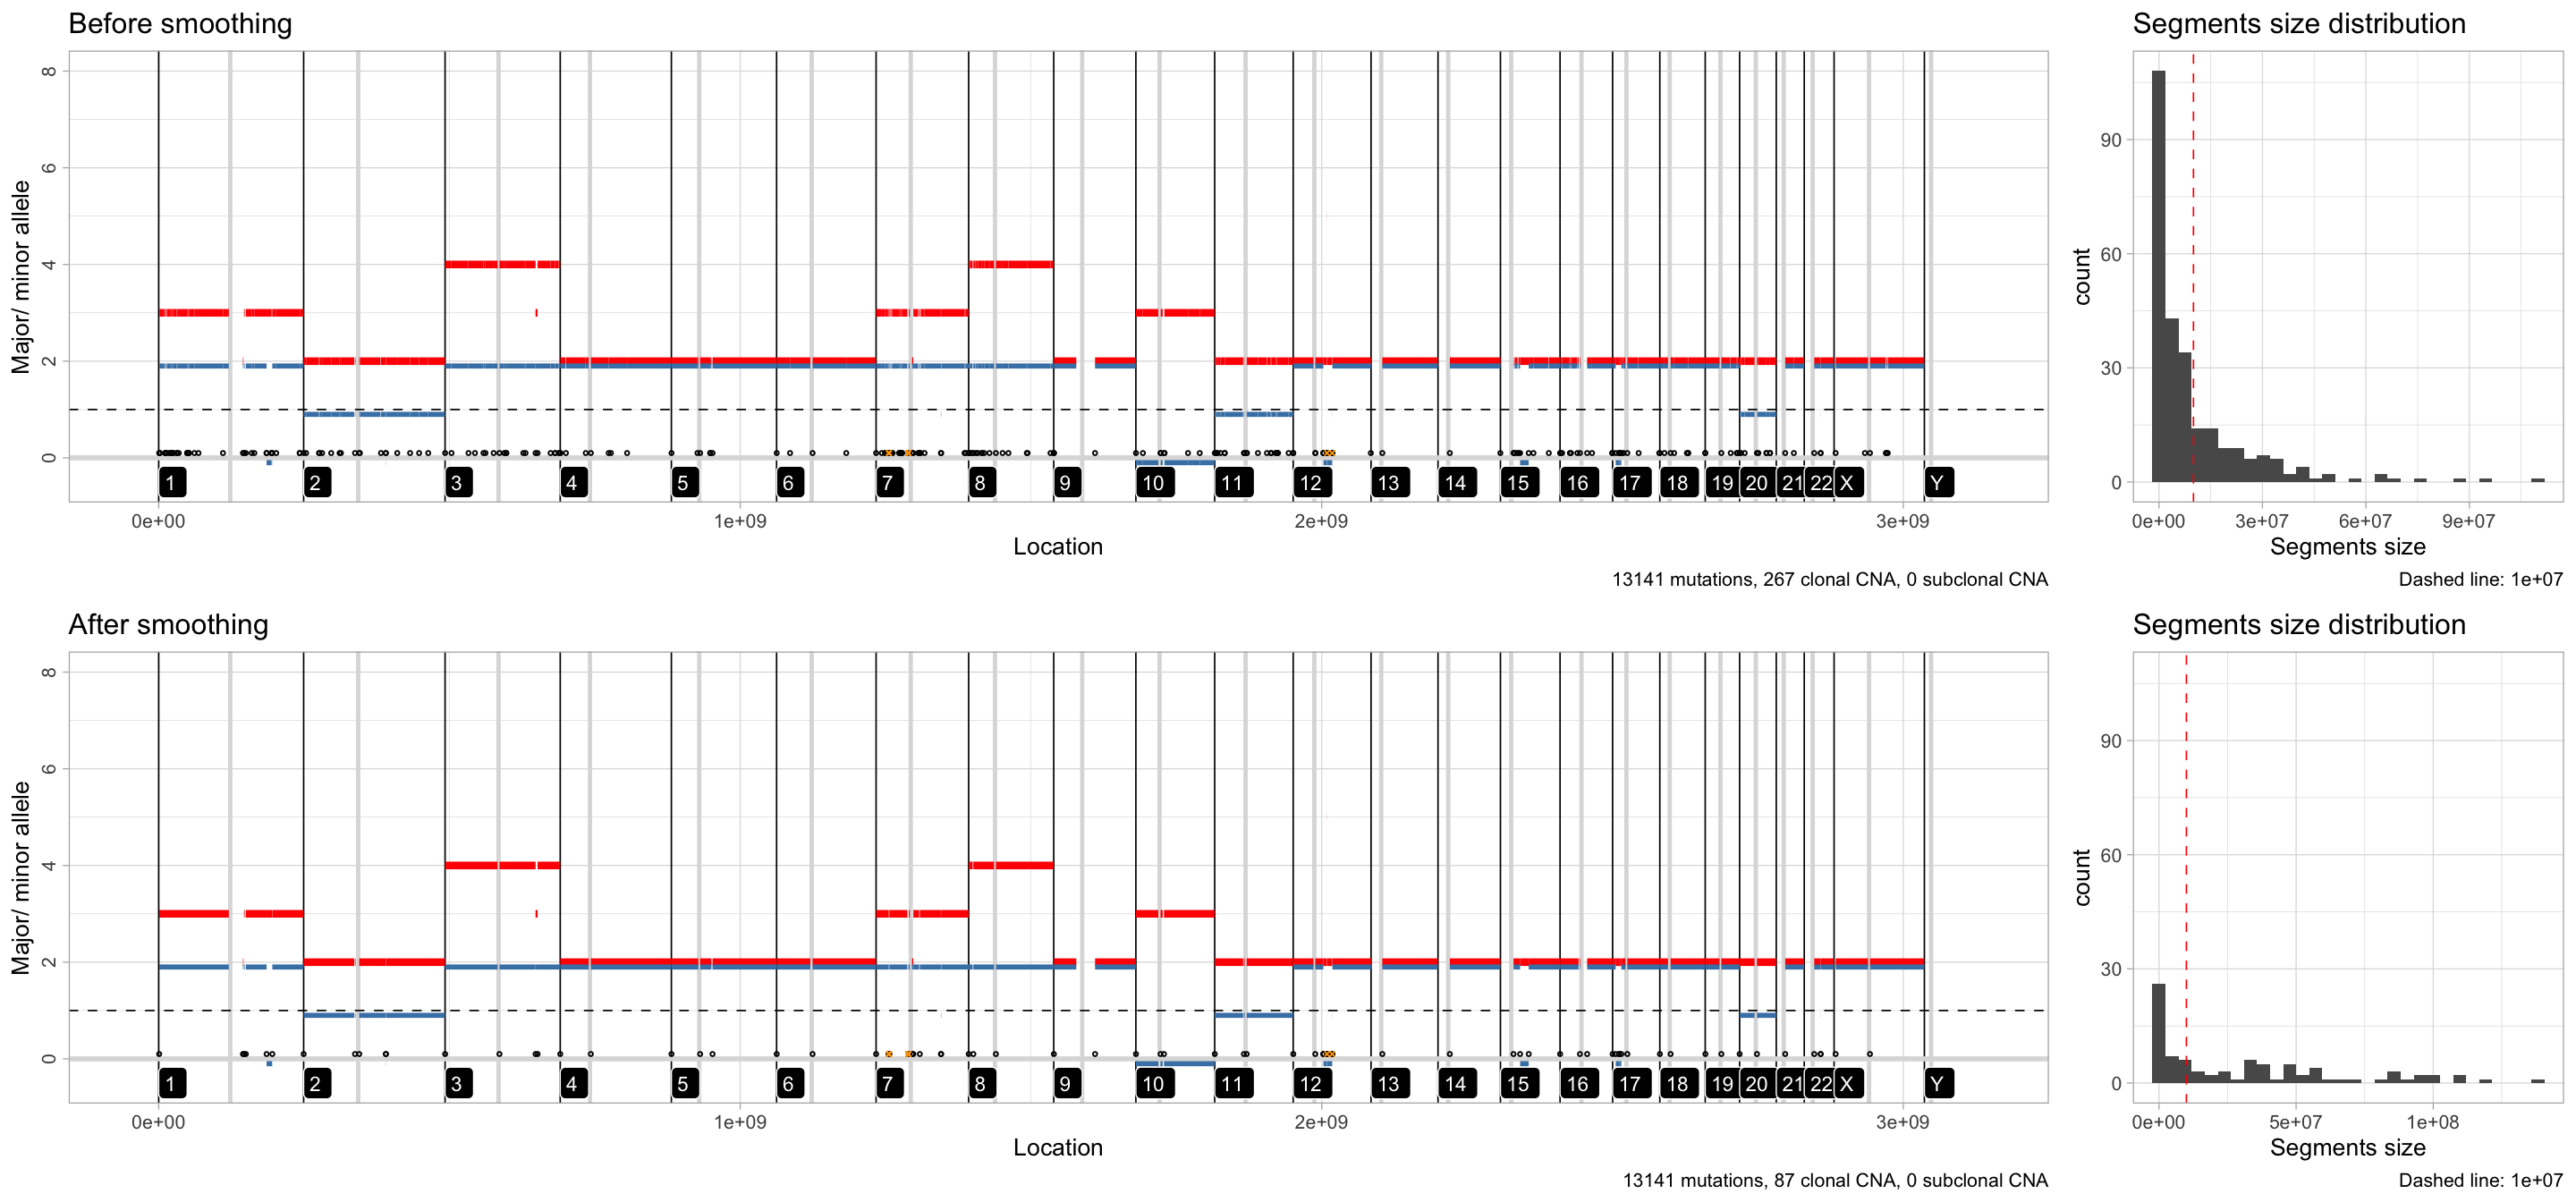 Before smoothing
Segments size distribution
8
6
4
2
0
Major/ minor allele
1 2 3 4 5 6 7 8 9 10 11 12 13 14 15 16 17 18 19 20 21 22 X Y
0e+00 1e+09 2e+09 3e+09
Location
13141 mutations, 267 clonal CNA, 0 subclonal CNA
90
60
30
0
count
0e+00 3e+07 6e+07 9e+07
Segments size
Dashed line: 1e+07
After smoothing
Segments size distribution
8
6
4
2
0
Major/ minor allele
1 2 3 4 5 6 7 8 9 10 11 12 13 14 15 16 17 18 19 20 21 22 X Y
0e+00 1e+09 2e+09 3e+09
Location
13141 mutations, 87 clonal CNA, 0 subclonal CNA
90
60
30
0
count
0e+00 5e+07 1e+08
Segments size
Dashed line: 1e+07